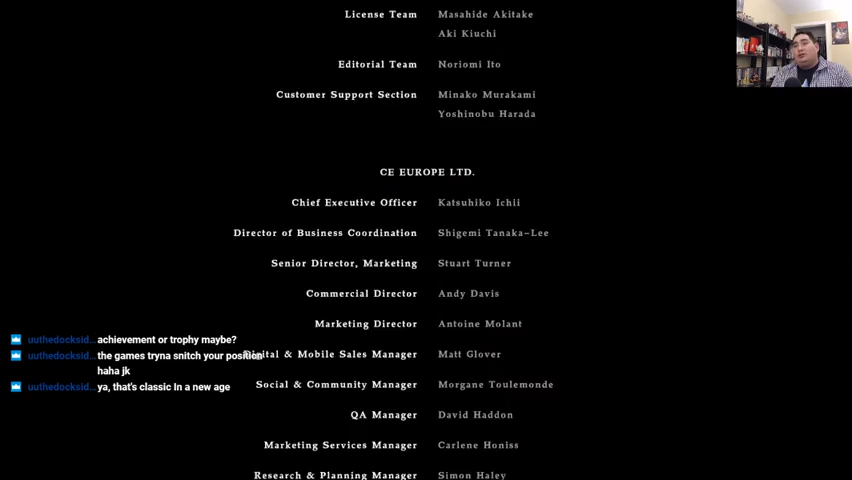 License Team Masahide Akitake
Aki Kiuchi
Editorial Team Noriomi Ito
Customer Support Section Minako Murakami
Yoshinobu Harada
CE EUROPE LTD.
Chief Executive Officer Katsuhiko Ichii
Director of Business Coordination Shigemi Tanaka-Lee
Senior Director, Marketing Stuart Turner
Commercial Director Andy Davis
Marketing Director Antoine Molant
Digital & Mobile Sales Manager Matt Glover
Social & Community Manager Morgane Toulemonde
QA Manager David Haddon
Marketing Services Manager Carlene Honiss
Research & Planning Manager Simon Haley
uuthedocksid... achievement or trophy maybe?
uuthedocksid... the games tryna snitch your position
haha jk
uuthedocksid... ya, that's classic In a new age